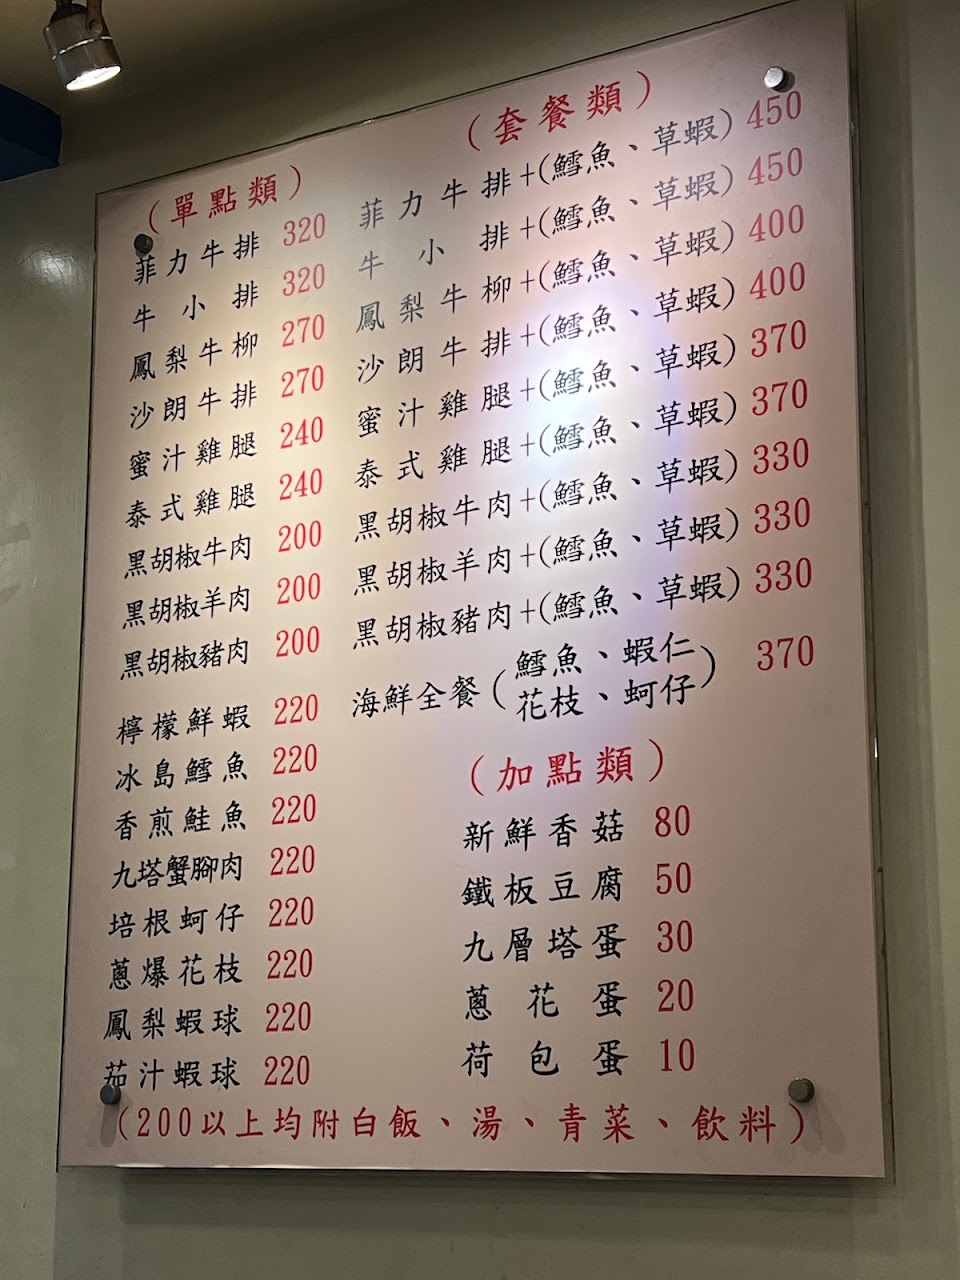 (單點類)
菲力牛排 320
牛小排 320
鳳梨牛柳 270
沙朗牛排 270
蜜汁雞腿 240
泰式雞腿 240
黑胡椒牛肉 200
黑胡椒羊肉 200
黑胡椒豬肉 200
檸檬鮮蝦 220
冰島鱈魚 220
香煎鮭魚 220
九塔蟹腳肉 220
培根蚵仔 220
蔥爆花枝 220
鳳梨蝦球 220
茄汁蝦球 220
(套餐類)
菲力牛排+(鱈魚、草蝦) 450
牛小排+(鱈魚、草蝦) 450
鳳梨牛柳+(鱈魚、草蝦) 400
沙朗牛排+(鱈魚、草蝦) 400
蜜汁雞腿+(鱈魚、草蝦) 370
泰式雞腿+(鱈魚、草蝦) 370
黑胡椒牛肉+(鱈魚、草蝦) 330
黑胡椒羊肉+(鱈魚、草蝦) 330
黑胡椒豬肉+(鱈魚、草蝦) 330
海鮮全餐(鱈魚、蝦仁
花枝、蚵仔) 370
(加點類)
新鮮香菇 80
鐵板豆腐 50
九層塔蛋 30
蔥花蛋 20
荷包蛋 10
(200以上均附白飯、湯、青菜、飲料)